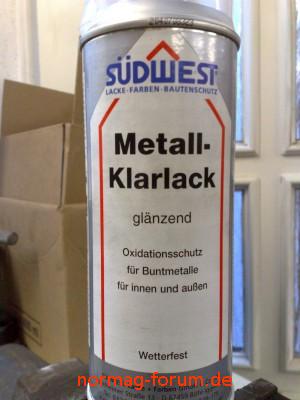 SÜDWEST
LACKE·FARBEN·BAUTENSCHUTZ
Metall-
Klarlack
glänzend
Oxidationsschutz
für Buntmetalle
für innen und außen
Wetterfest
normag-forum.de